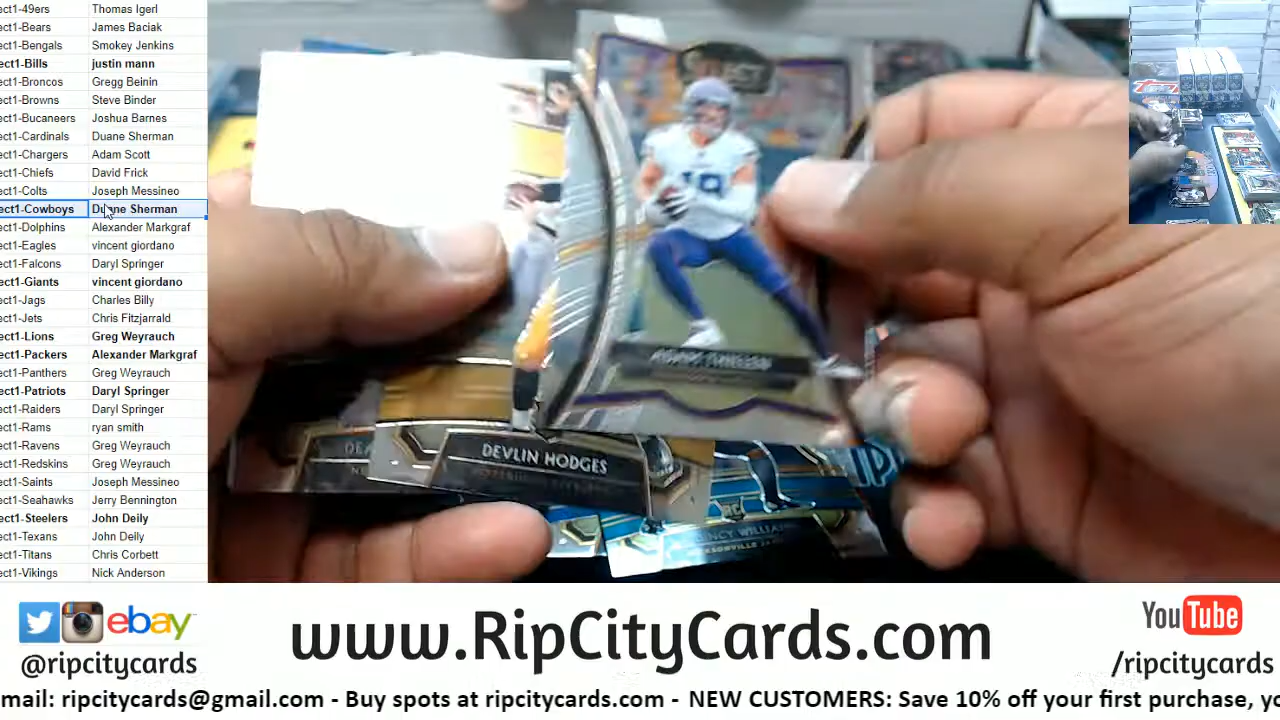 ect1-49ers Thomas Igerl
ect1-Bears James Baciak
ect1-Bengals Smokey Jenkins
ect1-Bills justin mann
ect1-Broncos Gregg Beinin
ect1-Browns Steve Binder
ect1-Bucaneers Joshua Barnes
ect1-Cardinals Duane Sherman
ect1-Chargers Adam Scott
ect1-Chiefs David Frick
ect1-Colts Joseph Messineo
ect1-Cowboys Duane Sherman
ect1-Dolphins Alexander Markgraf
ect1-Eagles vincent giordano
ect1-Falcons Daryl Springer
ect1-Giants vincent giordano
ect1-Jags Charles Billy
ect1-Jets Chris Fitzjarrald
ect1-Lions Greg Weyrauch
ect1-Packers Alexander Markgraf
ect1-Panthers Greg Weyrauch
ect1-Patriots Daryl Springer
ect1-Raiders Daryl Springer
ect1-Rams ryan smith
ect1-Ravens Greg Weyrauch
ect1-Redskins Greg Weyrauch
ect1-Saints Joseph Messineo
ect1-Seahawks Jerry Bennington
ect1-Steelers John Deily
ect1-Texans John Deily
ect1-Titans Chris Corbett
ect1-Vikings Nick Anderson
19
DEVLIN HODGES
RC
ebay
@ripcitycards
www.RipCityCards.com
YouTube
/ripcitycards
mail: ripcitycards@gmail.com - Buy spots at ripcitycards.com - NEW CUSTOMERS: Save 10% off your first purchase, yo